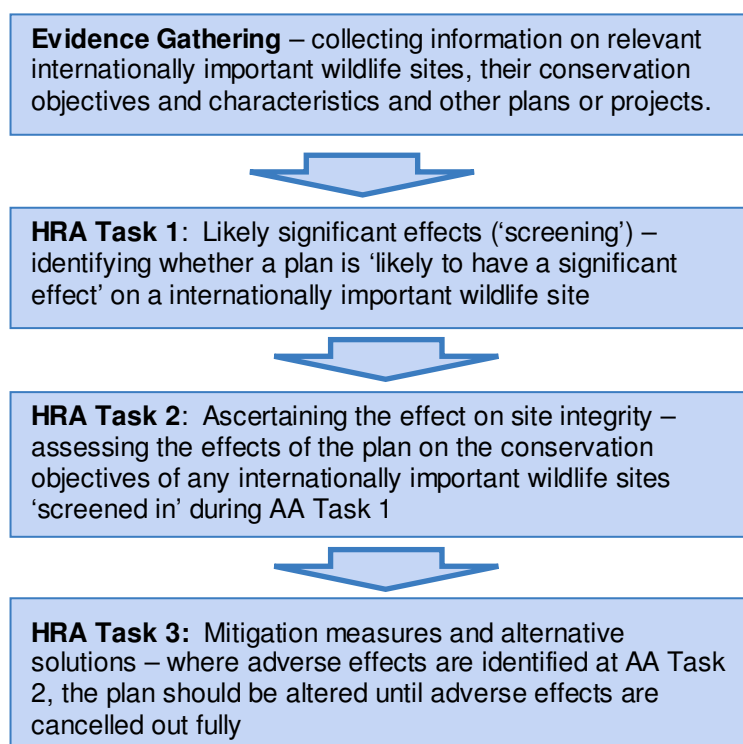 Evidence Gathering – collecting information on relevant
internationally important wildlife sites, their conservation
objectives and characteristics and other plans or projects.
HRA Task 1: Likely significant effects (‘screening’) –
identifying whether a plan is ‘likely to have a significant
effect’ on a internationally important wildlife site
HRA Task 2: Ascertaining the effect on site integrity –
assessing the effects of the plan on the conservation
objectives of any internationally important wildlife sites
‘screened in’ during AA Task 1
HRA Task 3: Mitigation measures and alternative
solutions – where adverse effects are identified at AA Task
2, the plan should be altered until adverse effects are
cancelled out fully